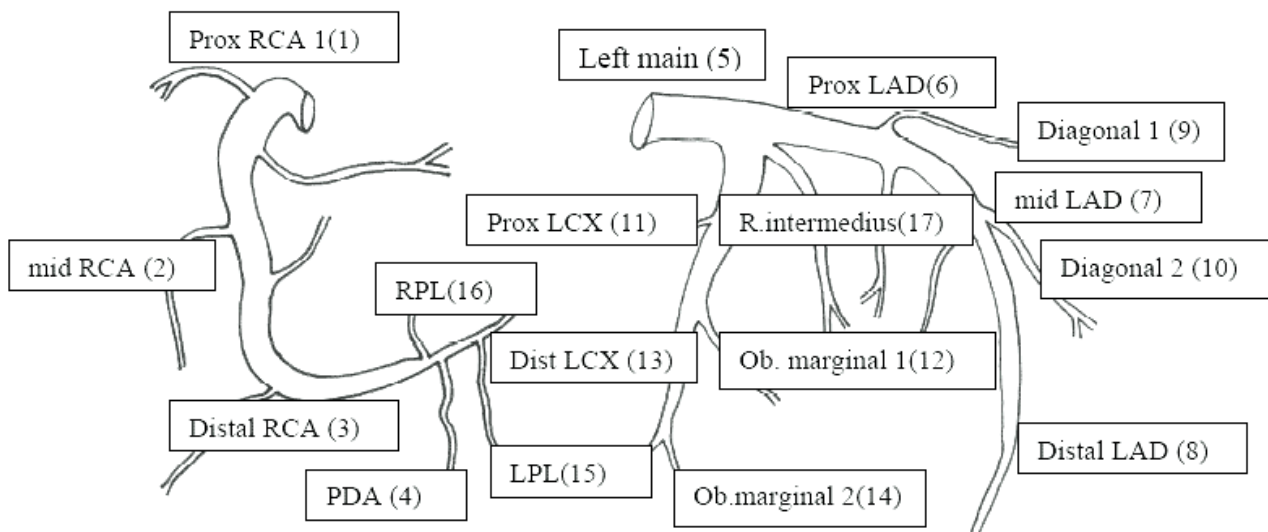 Prox RCA 1(1)
Left main (5)
Prox LAD(6)
Diagonal 1 (9)
mid LAD (7)
Prox LCX (11)
R.intermedius(17)
mid RCA (2)
Diagonal 2 (10)
RPL(16)
Dist LCX (13)
Ob. marginal 1(12)
Distal RCA (3)
Distal LAD (8)
LPL(15)
PDA (4)
Ob.marginal 2(14)